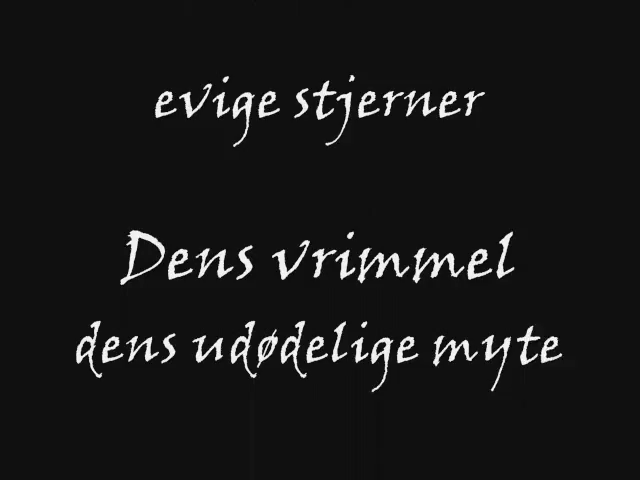 evige stjerner
Dens vrimmel
dens udødelige myte